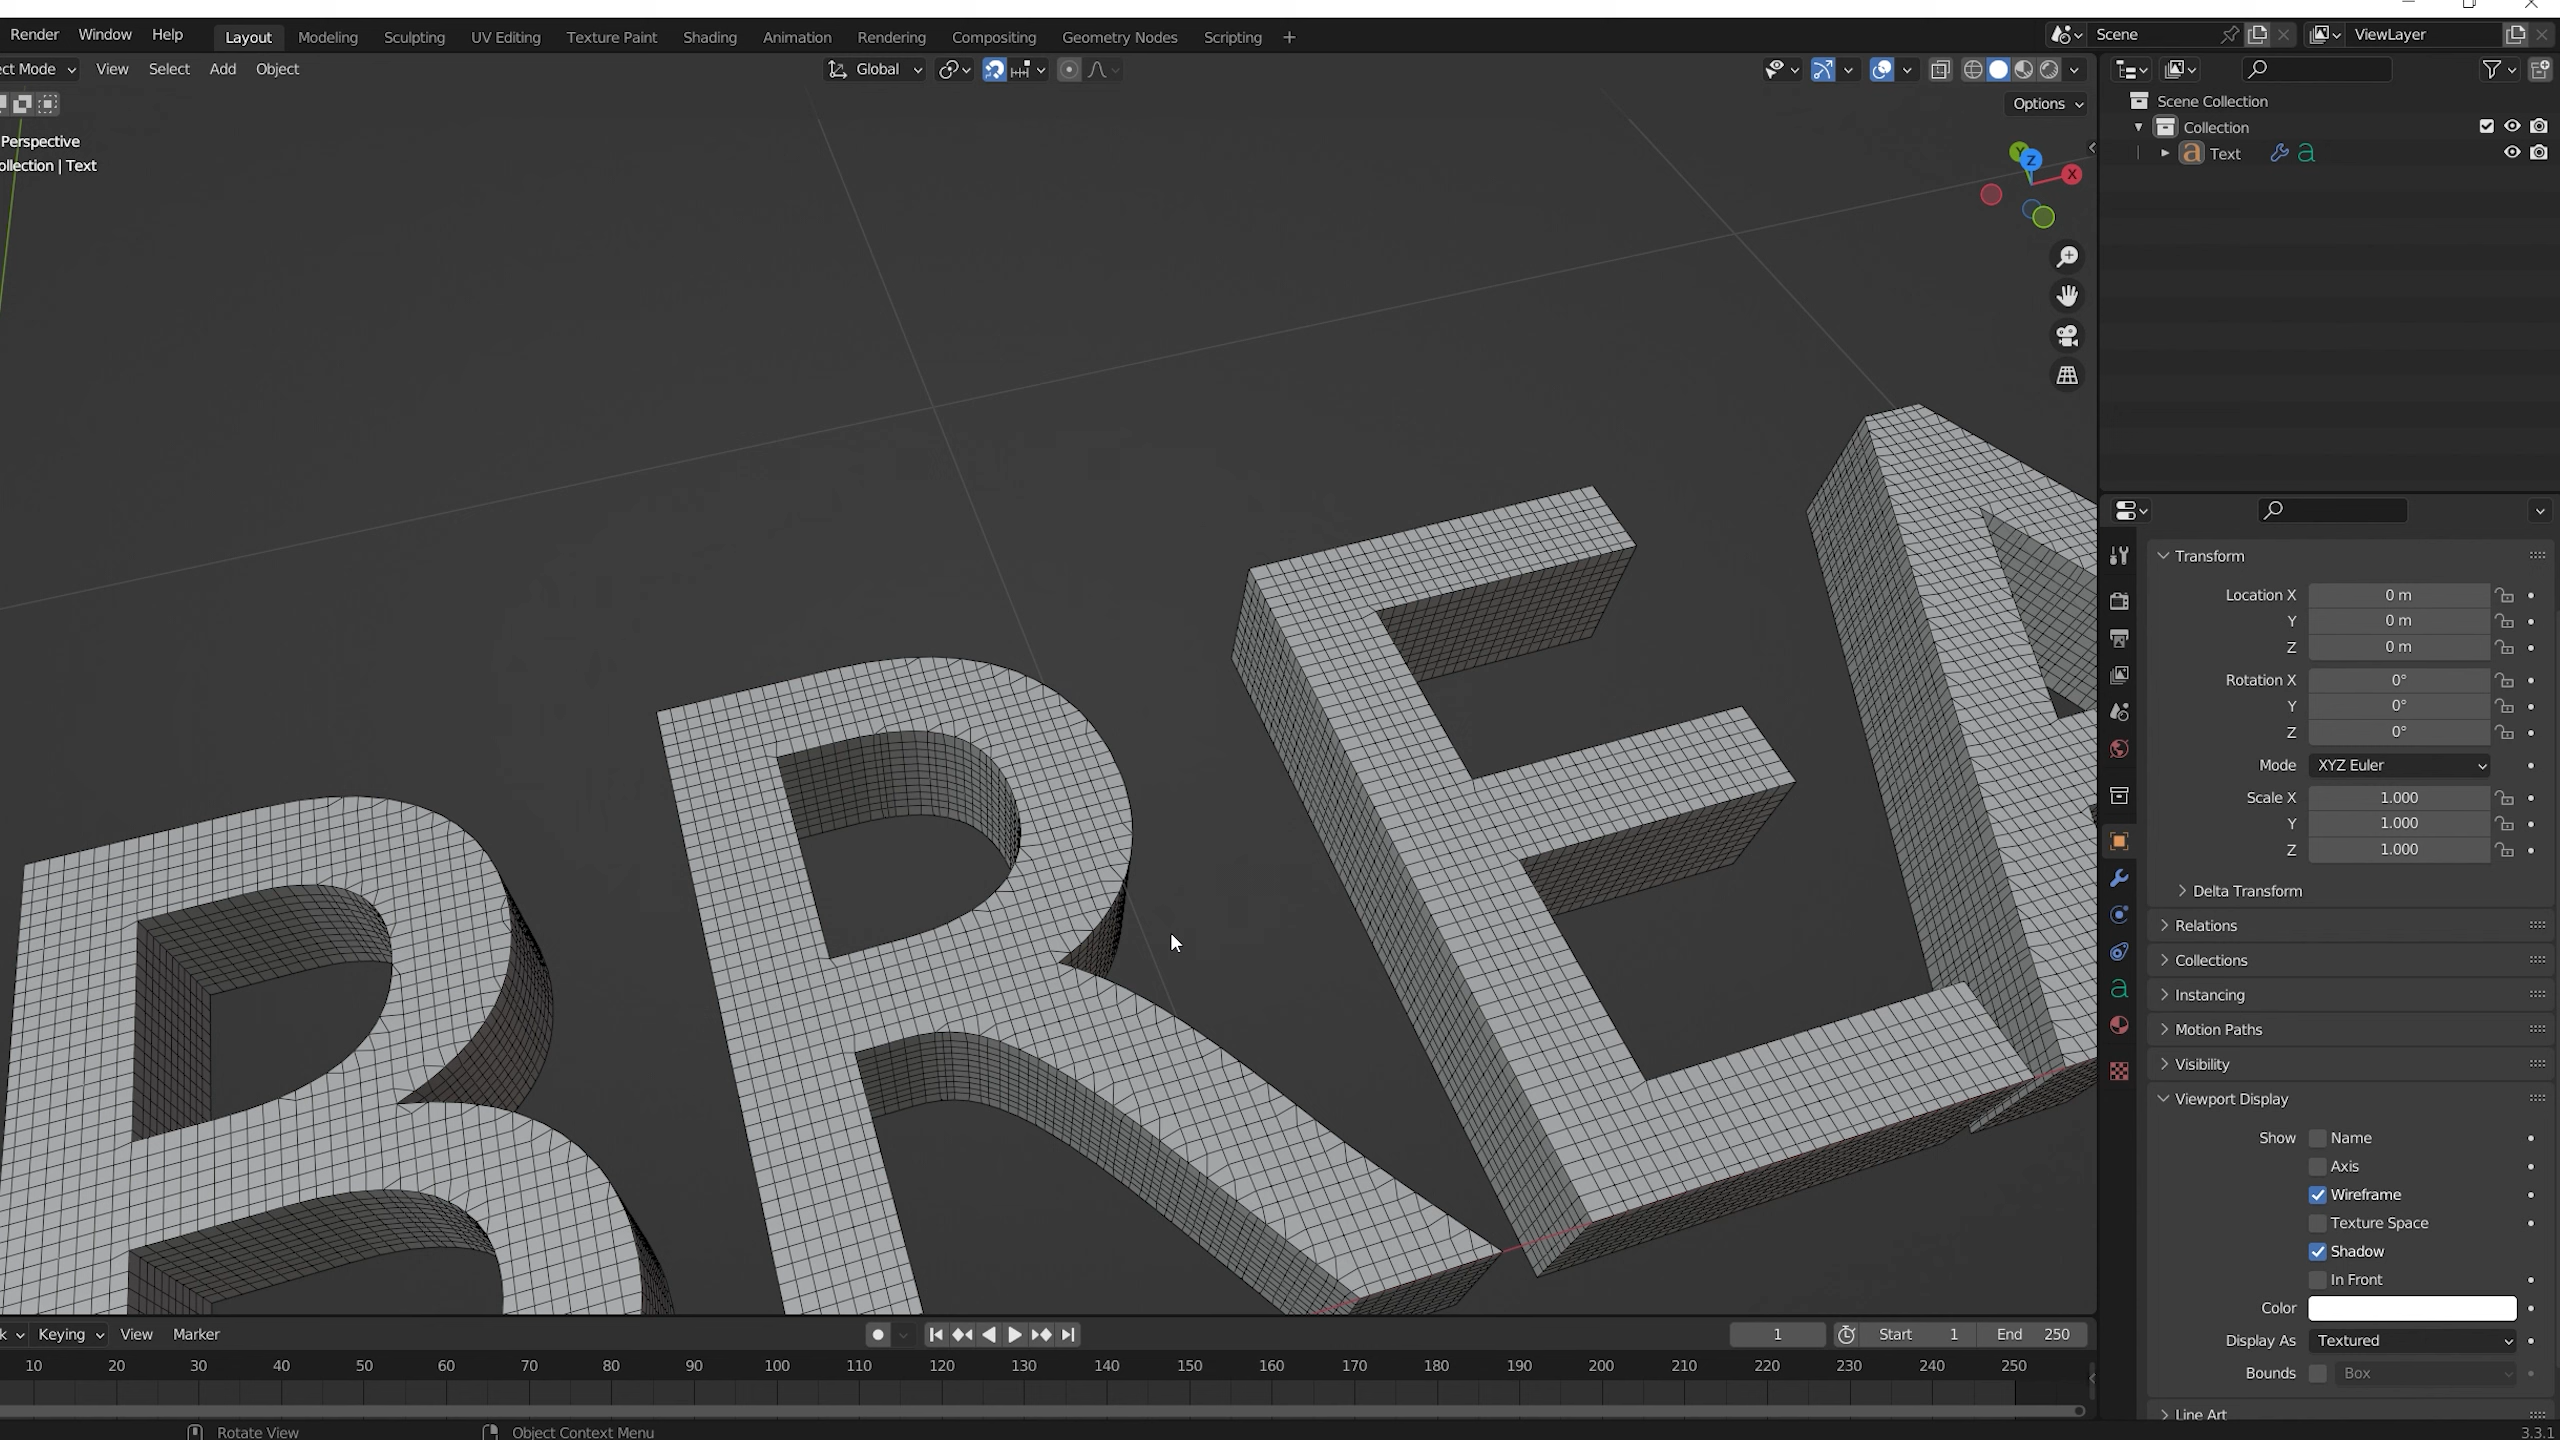 Render Window Help Layout Modeling Sculpting UV Editing Texture Paint Shading Animation Rendering Compositing Geometry Nodes Scripting + Scene ViewLayer
ct Mode View Select Add Object Global
Options
Perspective
ollection | Text
Y
Z
X
B R E A
Scene Collection
Collection
a Text a
Transform
Location X 0 m
Y 0 m
Z 0 m
Rotation X 0°
Y 0°
Z 0°
Mode XYZ Euler
Scale X 1.000
Y 1.000
Z 1.000
Delta Transform
Relations
Collections
Instancing
Motion Paths
Visibility
Viewport Display
Show Name
Axis
Wireframe
Texture Space
Shadow
In Front
Color
Display As Textured
Bounds Box
Line Art
k Keying View Marker 1 Start 1 End 250
10 20 30 40 50 60 70 80 90 100 110 120 130 140 150 160 170 180 190 200 210 220 230 240 250
Rotate View Object Context Menu 3.3.1